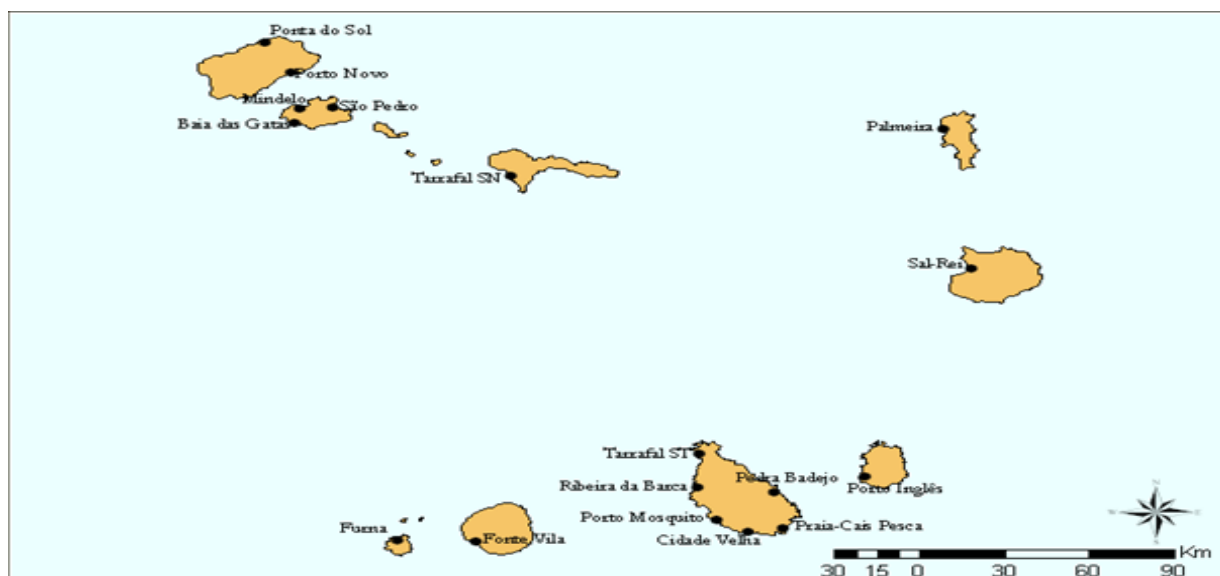 Ponta do Sol
Porto Novo
Mindelo
São Pedro
Baia das Gatas
Palmeira
Tarrafal SN
Sal-Rei
Tarrafal ST
Ribeira da Barca
Pedra Badejo
Porto Inglês
Porto Mosquito
Praia-Cais Pesca
Furna
Fonte Vila
Cidade Velha
Km
30 15 0 30 60 90
N